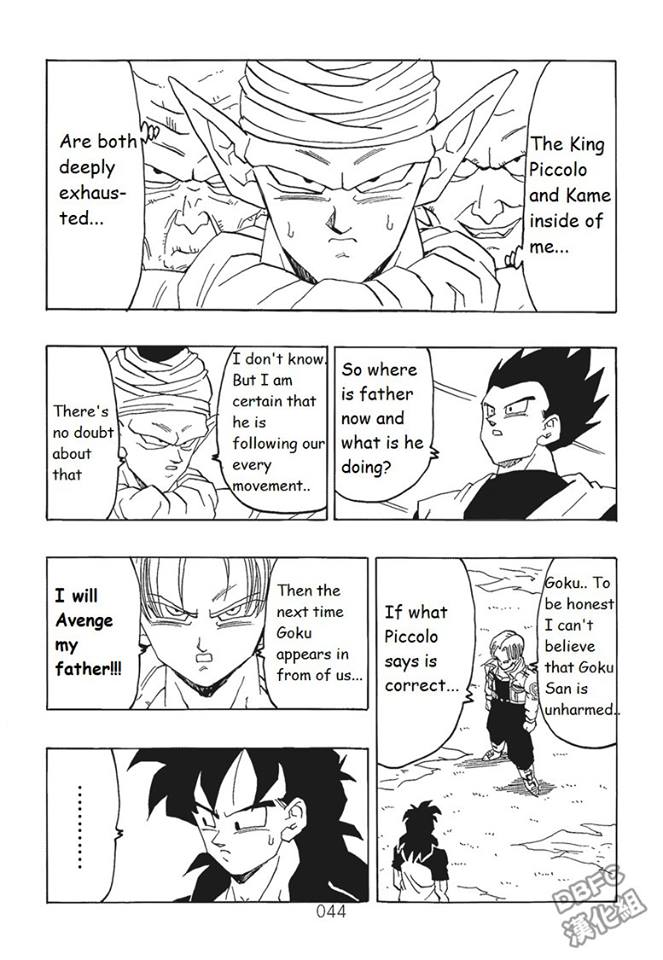 The King
Piccolo
and Kame
inside of
me...
Are both
deeply
exhaus-
ted...
So where
is father
now and
what is he
doing?
I don't know.
But I am
certain that
he is
following our
every
movement..
There's
no doubt
about
that
Goku.. To
be honest
I can't
believe
that Goku
San is
unharmed..
If what
Piccolo
says is
correct...
Then the
next time
Goku
appears in
from of us...
I will
Avenge
my
father!!!
.........
044
DBFC
漢化組